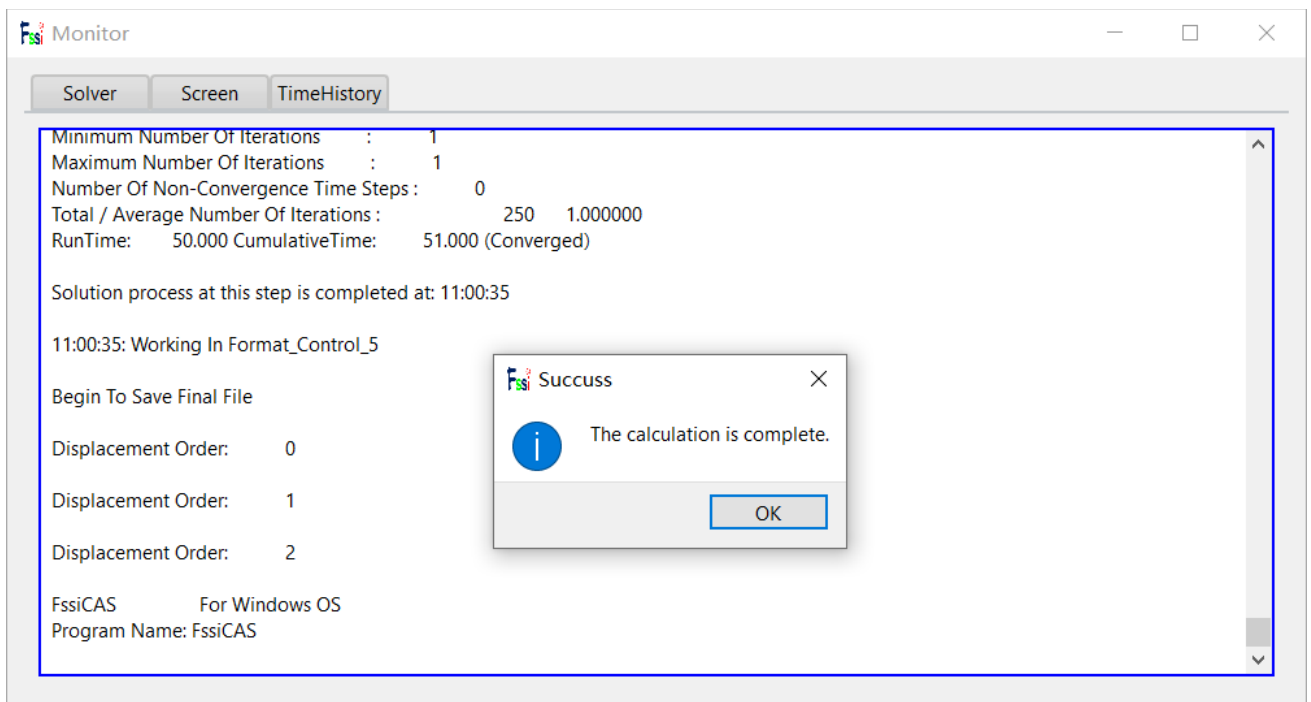 Fssi Monitor
Solver Screen TimeHistory
Minimum Number Of Iterations : 1
Maximum Number Of Iterations : 1
Number Of Non-Convergence Time Steps : 0
Total / Average Number Of Iterations : 250 1.000000
RunTime: 50.000 CumulativeTime: 51.000 (Converged)
Solution process at this step is completed at: 11:00:35
11:00:35: Working In Format_Control_5
Begin To Save Final File
Displacement Order: 0
Displacement Order: 1
Displacement Order: 2
FssiCAS For Windows OS
Program Name: FssiCAS
Fssi Succuss
The calculation is complete.
OK